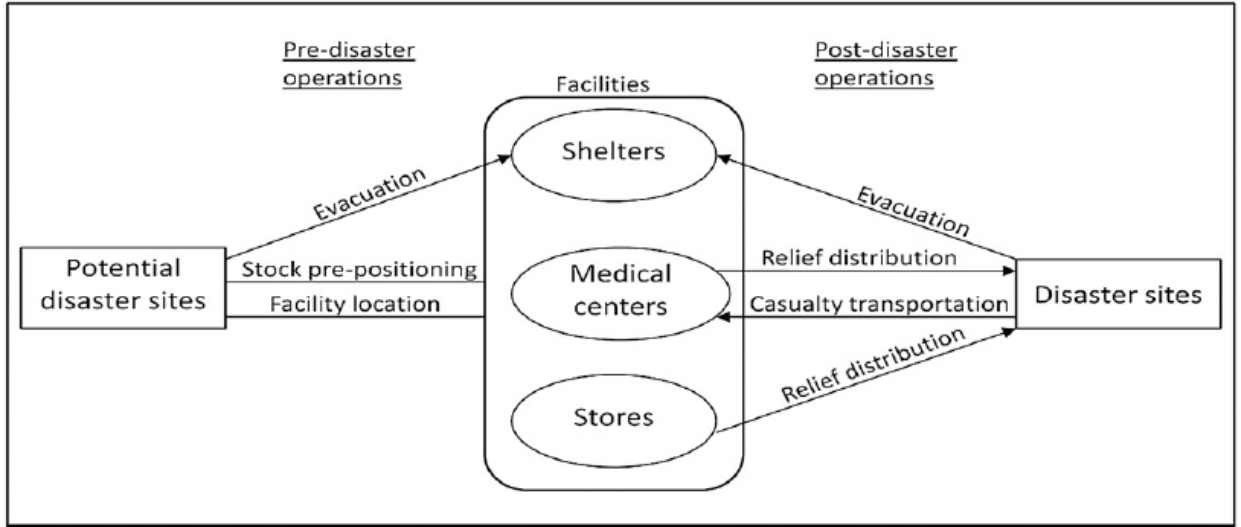 Pre-disaster
operations
Post-disaster
operations
Facilities
Shelters
Evacuation
Evacuation
Potential
disaster sites
Stock pre-positioning
Facility location
Medical
centers
Relief distribution
Casualty transportation
Disaster sites
Relief distribution
Stores